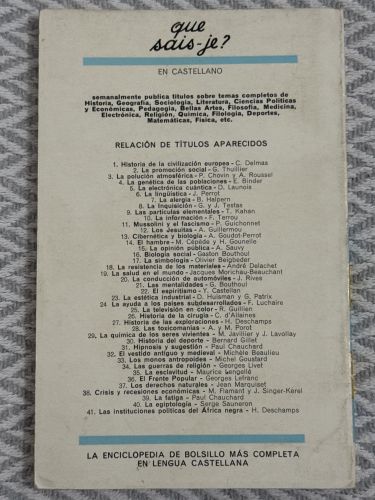 que
sais-je?
EN CASTELLANO
semanalmente publica títulos sobre temas completos de
Historia, Geografía, Sociología, Literatura, Ciencias Políticas
y Económicas, Pedagogía, Bellas Artes, Filosofía, Medicina,
Electrónica, Religión, Química, Filología, Deportes,
Matemáticas, Física, etc.
RELACIÓN DE TÍTULOS APARECIDOS
1. Historia de la civilización europea - C. Delmas
2. La promoción social - G. Thuillier
3. La polución atmosférica - P. Chovin y A. Roussel
4. La genética de las poblaciones - E. Binder
5. La electrónica cuántica - D. Launois
6. La lingüística - J. Perrot
7. La alergia - B. Halpern
8. La Inquisición - G. y J. Testas
9. Las partículas elementales - T. Kahan
10. La información - F. Terrou
11. Mussolini y el fascismo - P. Guichonnet
12. Los Jesuitas - A. Guillermou
13. Cibernética y biología - A. Goudot-Perrot
14. El hambre - M. Cépède y H. Gounelle
15. La opinión pública - A. Sauvy
16. Biología social - Gaston Bouthoul
17. La simbología - Olivier Beigbeder
18. La resistencia de los materiales - André Delachet
19. La salud en el mundo - Jacques Morichau-Beauchant
20. La conducción de automóviles - J. Rives
21. Las mentalidades - G. Bouthoul
22. El espiritismo - Y. Castellan
23. La estética industrial - D. Huisman y G. Patrix
24. La ayuda a los países subdesarrollados - F. Luchaire
25. La televisión en color - R. Guillien
26. Historia de la cirugía - C. d'Allaines
27. Historia de las exploraciones - H. Deschamps
28. Las toxicomanías - A. y M. Porot
29. La química de los seres vivientes - M. Javillier y J. Lavollay
30. Historia del deporte - Bernard Gillet
31. Hipnosis y sugestión - Paul Chauchard
32. El vestido antiguo y medieval - Michèle Beaulieu
33. Los monos antropoides - Michel Goustard
34. Las guerras de religión - Georges Livet
35. La esclavitud - Maurice Lengellé
36. El Frente Popular - Georges Lefranc
37. Los derechos naturales - Jean Marquiset
38. Crisis y recesiones económicas - M. Flamant y J. Singer-Kerel
39. La fatiga - Paul Chauchard
40. La egiptología - Serge Sauneron
41. Las instituciones políticas del África negra - H. Deschamps
LA ENCICLOPEDIA DE BOLSILLO MÁS COMPLETA
EN LENGUA CASTELLANA